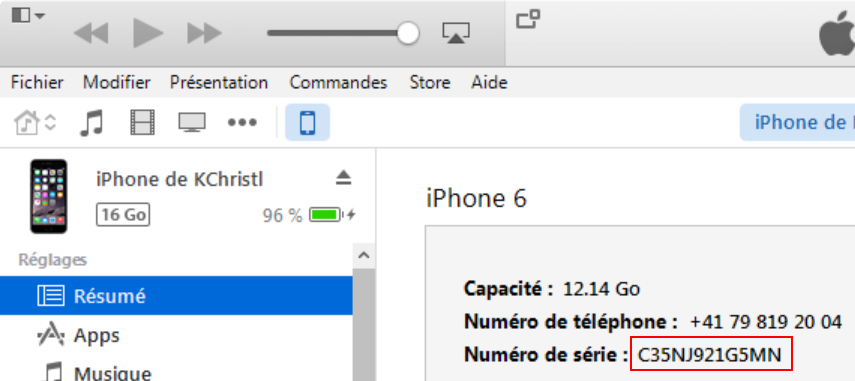 Fichier Modifier Présentation Commandes Store Aide
iPhone de
iPhone de KChristl
16 Go 96 %
Réglages
Résumé
Apps
Musique
iPhone 6
Capacité : 12.14 Go
Numéro de téléphone : +41 79 819 20 04
Numéro de série : C35NJ921G5MN